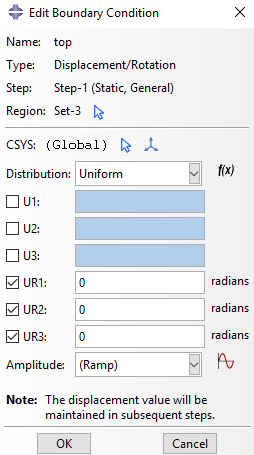 Edit Boundary Condition
Name: top
Type: Displacement/Rotation
Step: Step-1 (Static, General)
Region: Set-3
CSYS: (Global)
Distribution: Uniform f(x)
U1:
U2:
U3:
UR1: 0 radians
UR2: 0 radians
UR3: 0 radians
Amplitude: (Ramp)
Note: The displacement value will be
maintained in subsequent steps.
OK Cancel